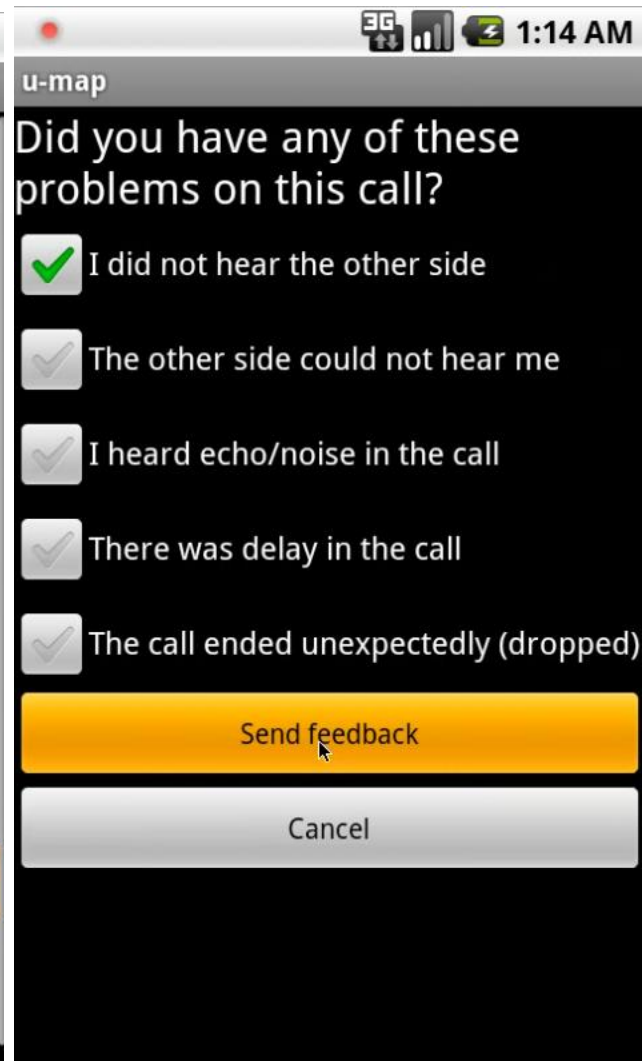 3G 1:14 AM
u-map
Did you have any of these
problems on this call?
I did not hear the other side
The other side could not hear me
I heard echo/noise in the call
There was delay in the call
The call ended unexpectedly (dropped)
Send feedback
Cancel